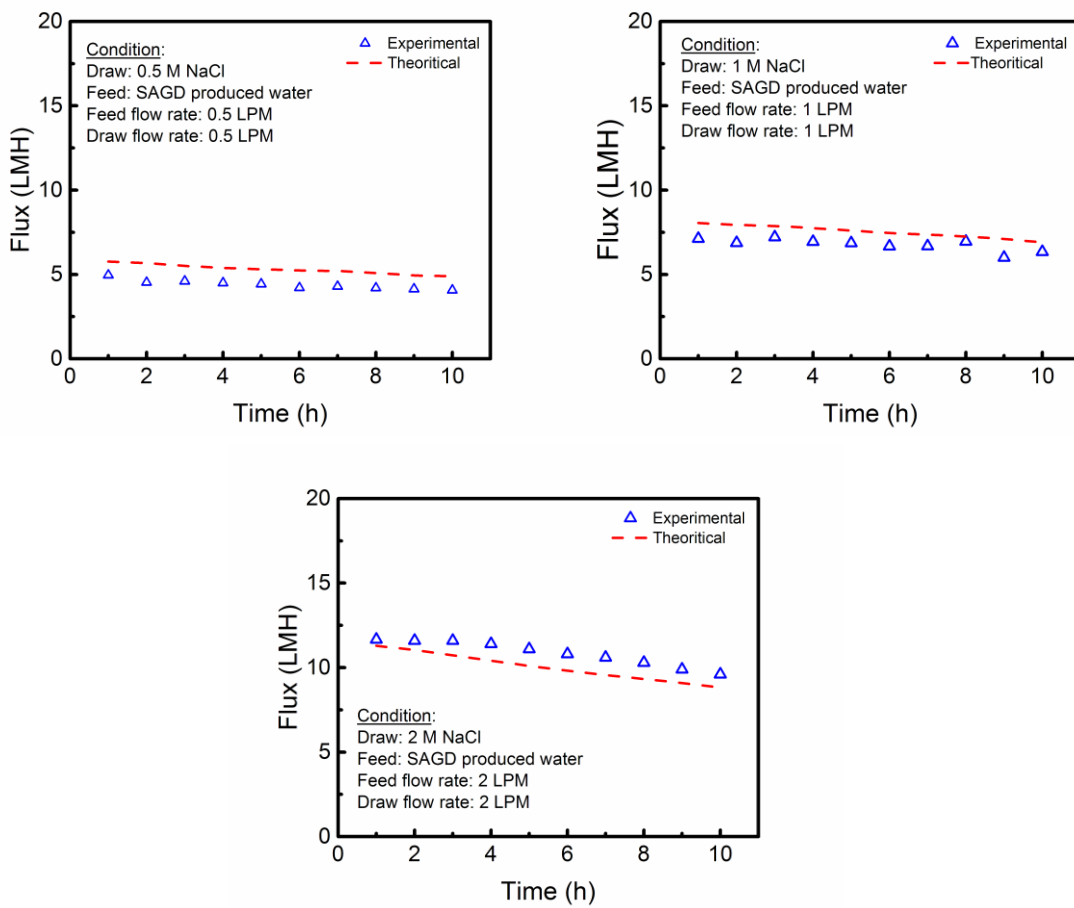 20
15
10
5
0
Flux (LMH)
Condition:
Draw: 0.5 M NaCl
Feed: SAGD produced water
Feed flow rate: 0.5 LPM
Draw flow rate: 0.5 LPM
Experimental
Theoritical
0 2 4 6 8 10
Time (h)
20
15
10
5
0
Flux (LMH)
Condition:
Draw: 1 M NaCl
Feed: SAGD produced water
Feed flow rate: 1 LPM
Draw flow rate: 1 LPM
Experimental
Theoritical
0 2 4 6 8 10
Time (h)
20
15
10
5
0
Flux (LMH)
Experimental
Theoritical
Condition:
Draw: 2 M NaCl
Feed: SAGD produced water
Feed flow rate: 2 LPM
Draw flow rate: 2 LPM
0 2 4 6 8 10
Time (h)